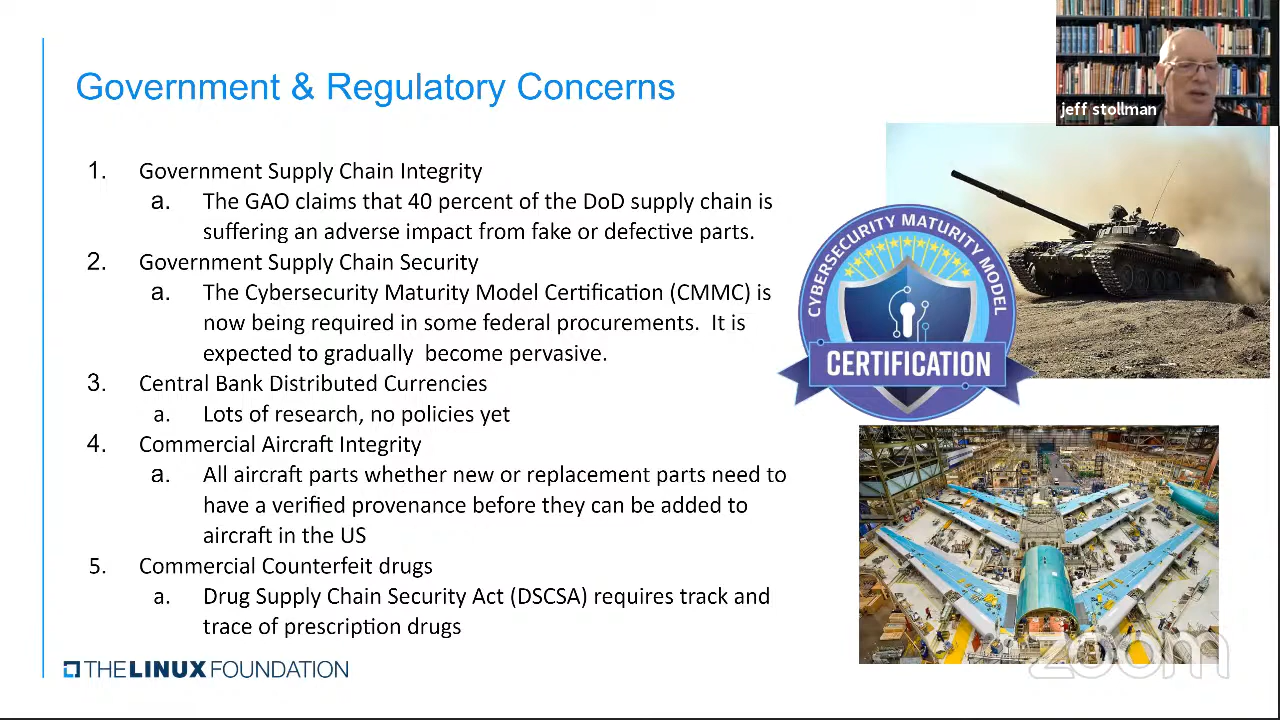 Government & Regulatory Concerns
jeff stollman
1. Government Supply Chain Integrity
a. The GAO claims that 40 percent of the DoD supply chain is
suffering an adverse impact from fake or defective parts.
2. Government Supply Chain Security
a. The Cybersecurity Maturity Model Certification (CMMC) is
now being required in some federal procurements. It is
expected to gradually become pervasive.
3. Central Bank Distributed Currencies
a. Lots of research, no policies yet
4. Commercial Aircraft Integrity
a. All aircraft parts whether new or replacement parts need to
have a verified provenance before they can be added to
aircraft in the US
5. Commercial Counterfeit drugs
a. Drug Supply Chain Security Act (DSCSA) requires track and
trace of prescription drugs
CYBERSECURITY MATURITY MODEL
CERTIFICATION
THE LINUX FOUNDATION
zoom